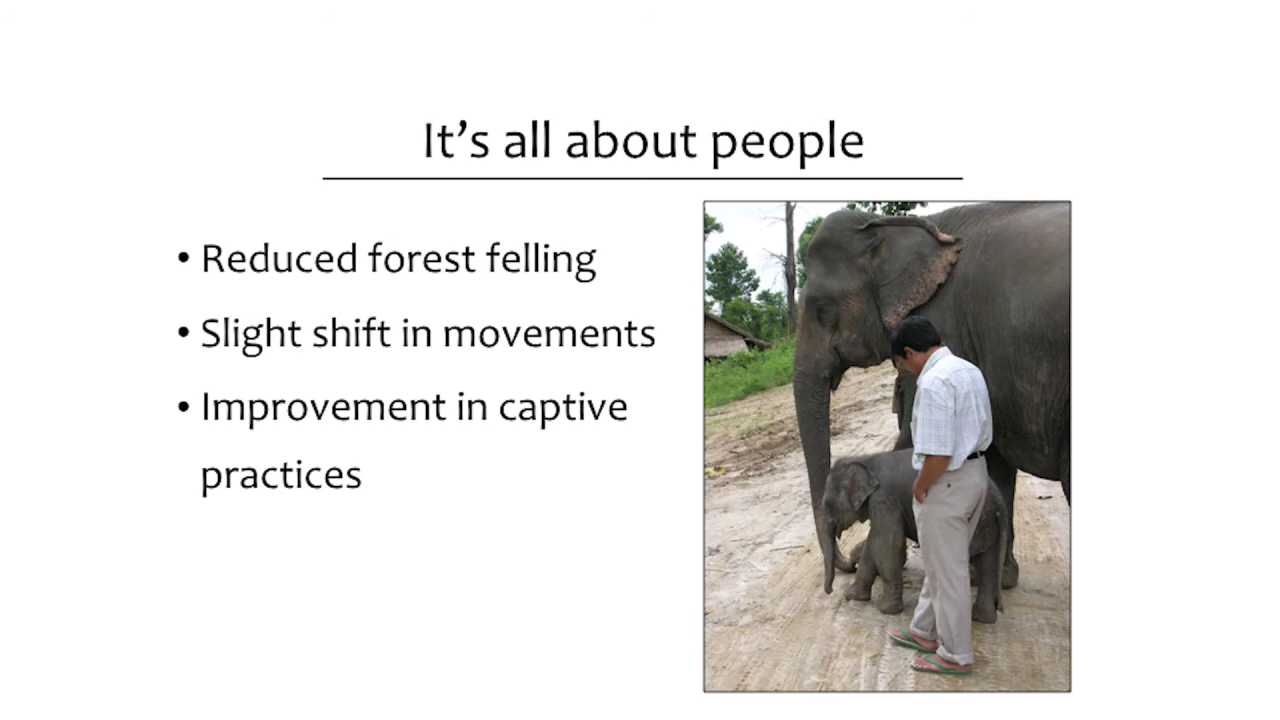 It’s all about people
• Reduced forest felling
• Slight shift in movements
• Improvement in captive
practices